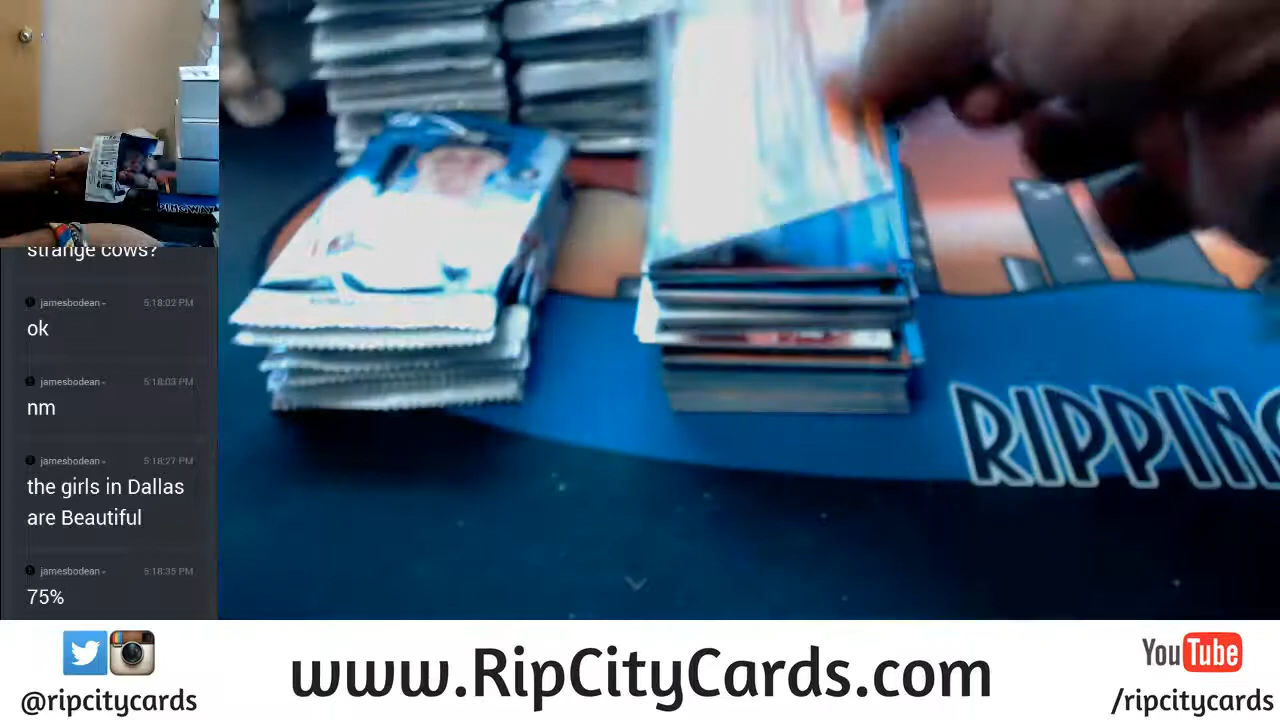 strange cows?
jamesbodean 5:18:02 PM
ok
jamesbodean 5:18:03 PM
nm
jamesbodean 5:18:27 PM
the girls in Dallas
are Beautiful
jamesbodean 5:18:35 PM
75%
RIPPING
@ripcitycards
www.RipCityCards.com
YouTube
/ripcitycards